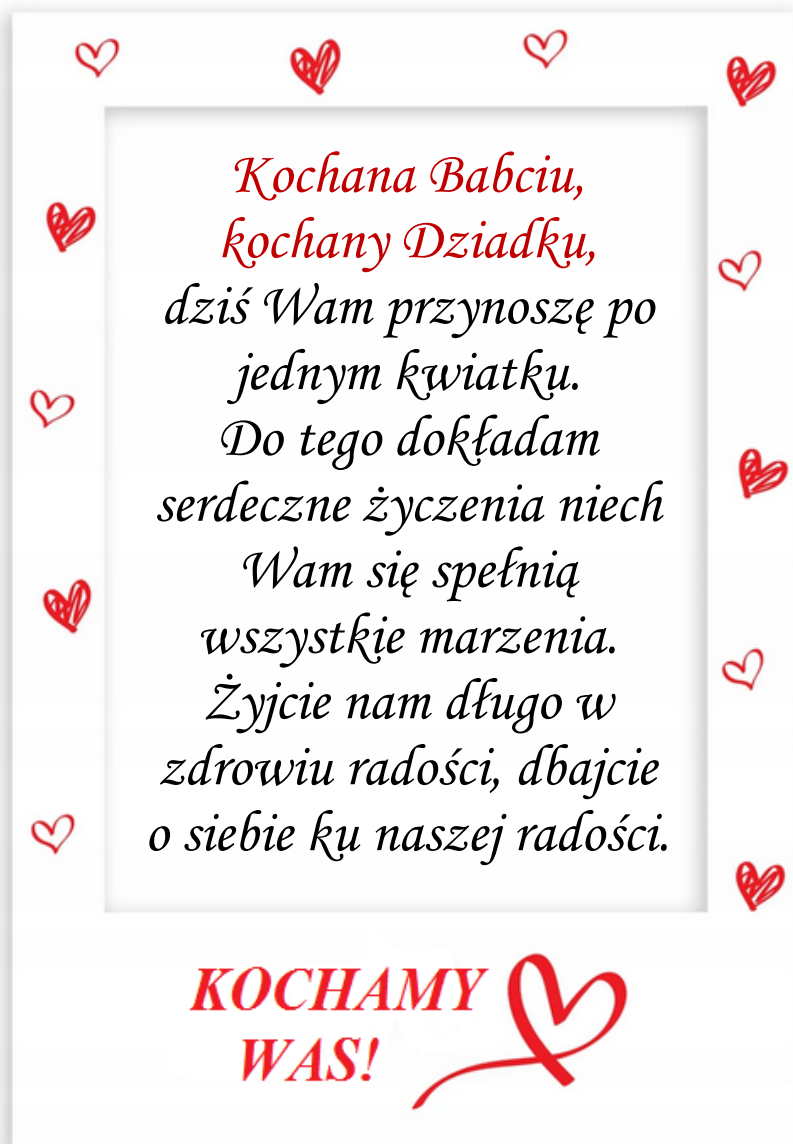 Kochana Babciu,
kochany Dziadku,
dziś Wam przynoszę po
jednym kwiatku.
Do tego dokładam
serdeczne życzenia niech
Wam się spełnią
wszystkie marzenia.
Żyjcie nam długo w
zdrowiu radości, dbajcie
o siebie ku naszej radości.
KOCHAMY
WAS!